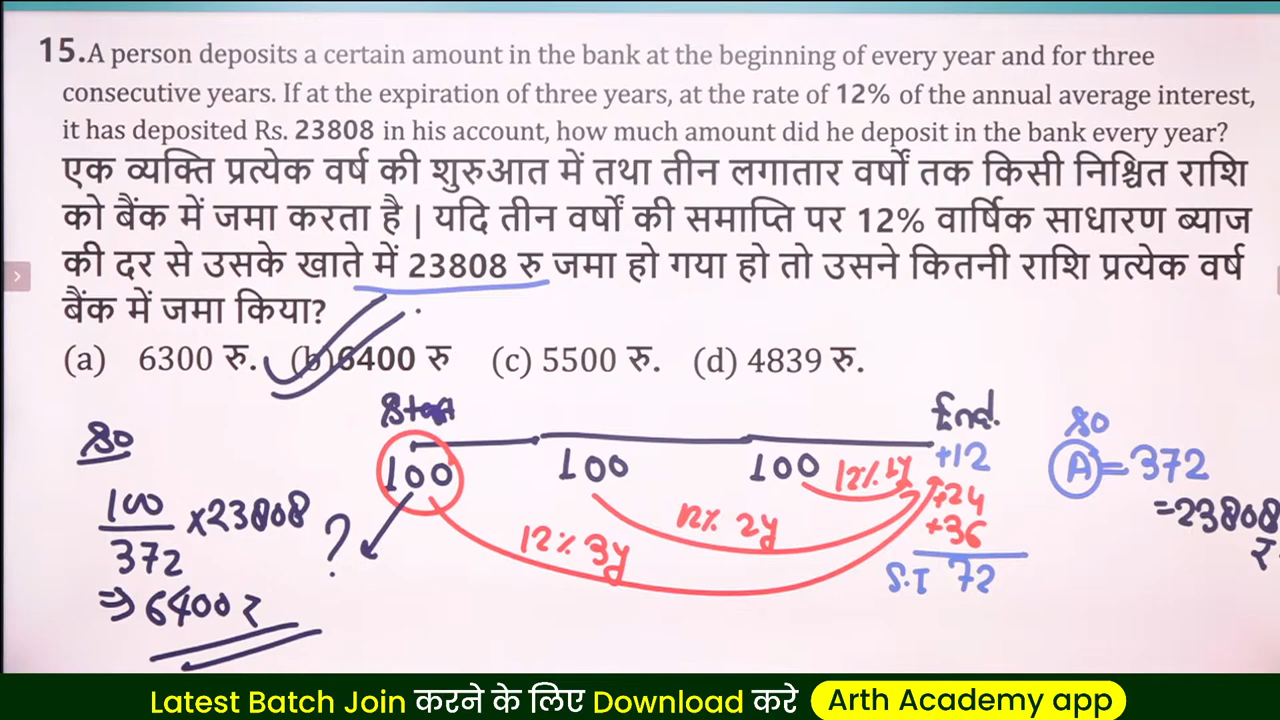 15. A person deposits a certain amount in the bank at the beginning of every year and for three
consecutive years. If at the expiration of three years, at the rate of 12% of the annual average interest,
it has deposited Rs. 23808 in his account, how much amount did he deposit in the bank every year?
एक व्यक्ति प्रत्येक वर्ष की शुरुआत में तथा तीन लगातार वर्षों तक किसी निश्चित राशि
को बैंक में जमा करता है | यदि तीन वर्षों की समाप्ति पर 12% वार्षिक साधारण ब्याज
की दर से उसके खाते में 23808 रु जमा हो गया हो तो उसने कितनी राशि प्रत्येक वर्ष
बैंक में जमा किया?
(a) 6300 रु. (b) 6400 रु (c) 5500 रु. (d) 4839 रु.
Start End.
100 100 100 12% 1y +12
12% 2y +24
12% 3y +36
S.I 72
So
A = 372
=23808 ₹
So
100/372 ×23808
?
⇒ 6400 ₹
Latest Batch Join करने के लिए Download करे Arth Academy app